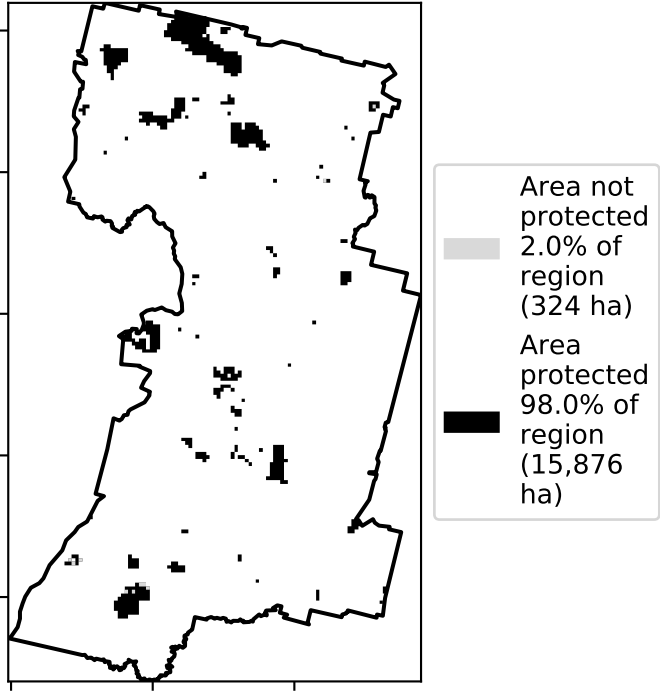 Area not
protected
2.0% of
region
(324 ha)
Area
protected
98.0% of
region
(15,876
ha)